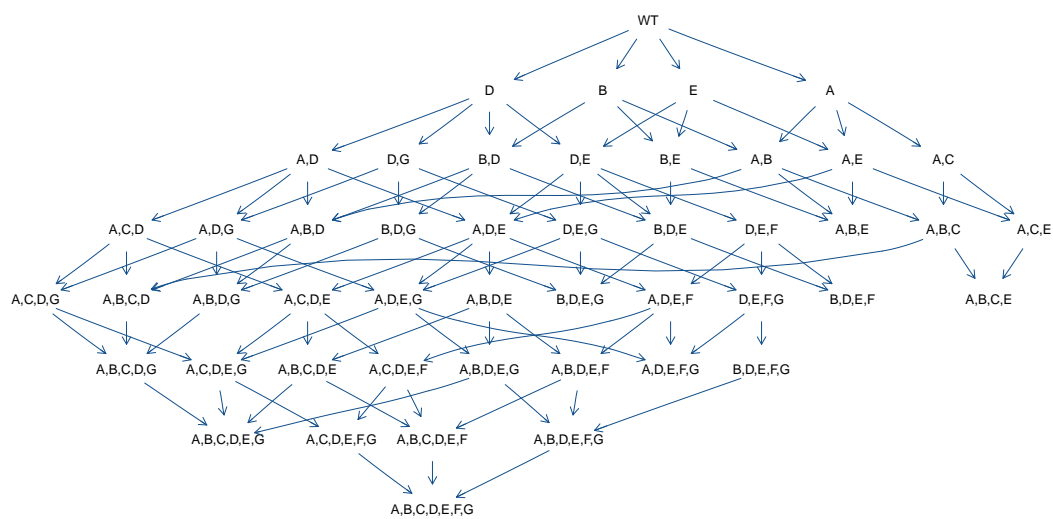 WT
D B E A
A,D D,G B,D D,E B,E A,B A,E A,C
A,C,D A,D,G A,B,D B,D,G A,D,E D,E,G B,D,E D,E,F A,B,E A,B,C A,C,E
A,C,D,G A,B,C,D A,B,D,G A,C,D,E A,D,E,G A,B,D,E B,D,E,G A,D,E,F D,E,F,G B,D,E,F A,B,C,E
A,B,C,D,G A,C,D,E,G A,B,C,D,E A,C,D,E,F A,B,D,E,G A,B,D,E,F A,D,E,F,G B,D,E,F,G
A,B,C,D,E,G A,C,D,E,F,G A,B,C,D,E,F A,B,D,E,F,G
A,B,C,D,E,F,G